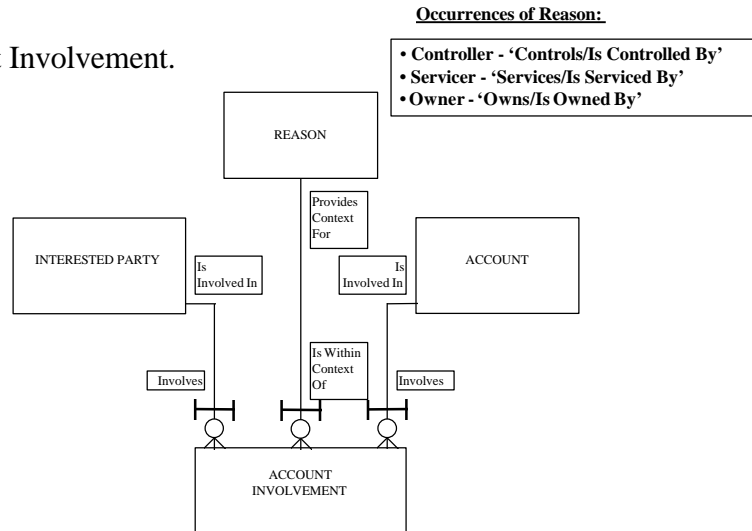 Occurrences of Reason:
Involvement.
• Controller - ‘Controls/Is Controlled By’
• Servicer - ‘Services/Is Serviced By’
• Owner - ‘Owns/Is Owned By’
REASON
Provides
Context
For
INTERESTED PARTY
Is
Involved In
Is
Involved In
ACCOUNT
Involves
Is Within
Context
Of
Involves
ACCOUNT
INVOLVEMENT